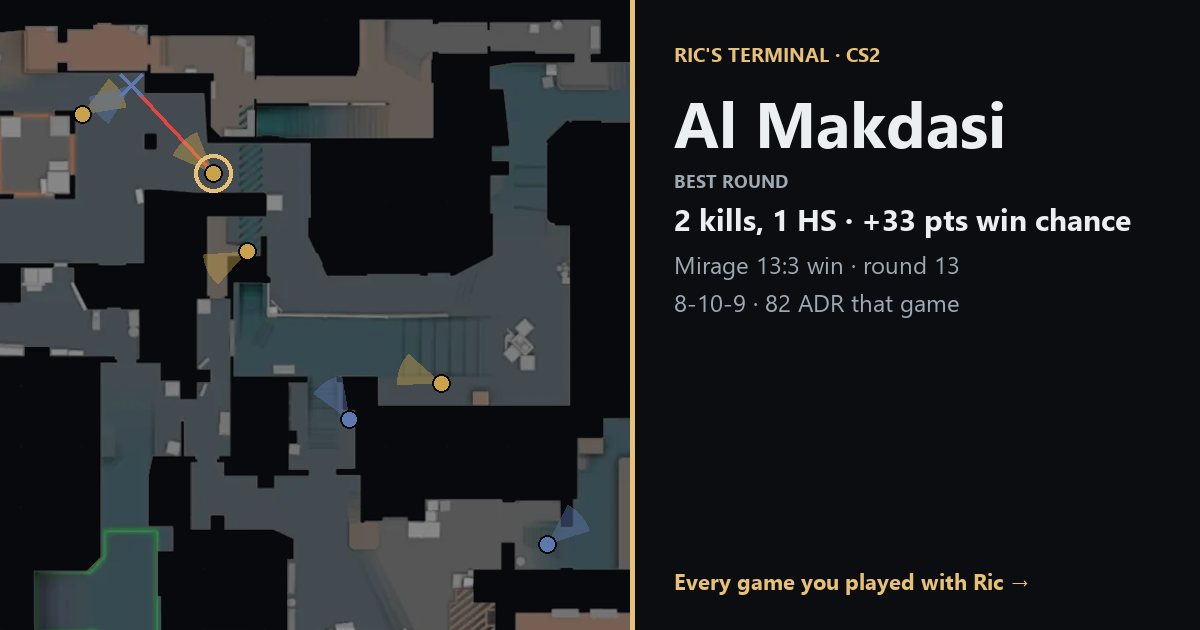 RIC'S TERMINAL · CS2
Al Makdasi
BEST ROUND
2 kills, 1 HS · +33 pts win chance
Mirage 13:3 win · round 13
8-10-9 · 82 ADR that game
Every game you played with Ric →